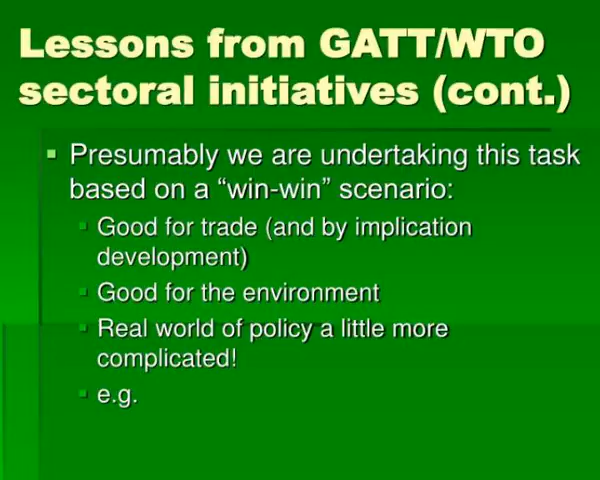 Lessons from GATT/WTO
sectoral initiatives (cont.)
Presumably we are undertaking this task
based on a “win-win” scenario:
Good for trade (and by implication
development)
Good for the environment
Real world of policy a little more
complicated!
e.g.